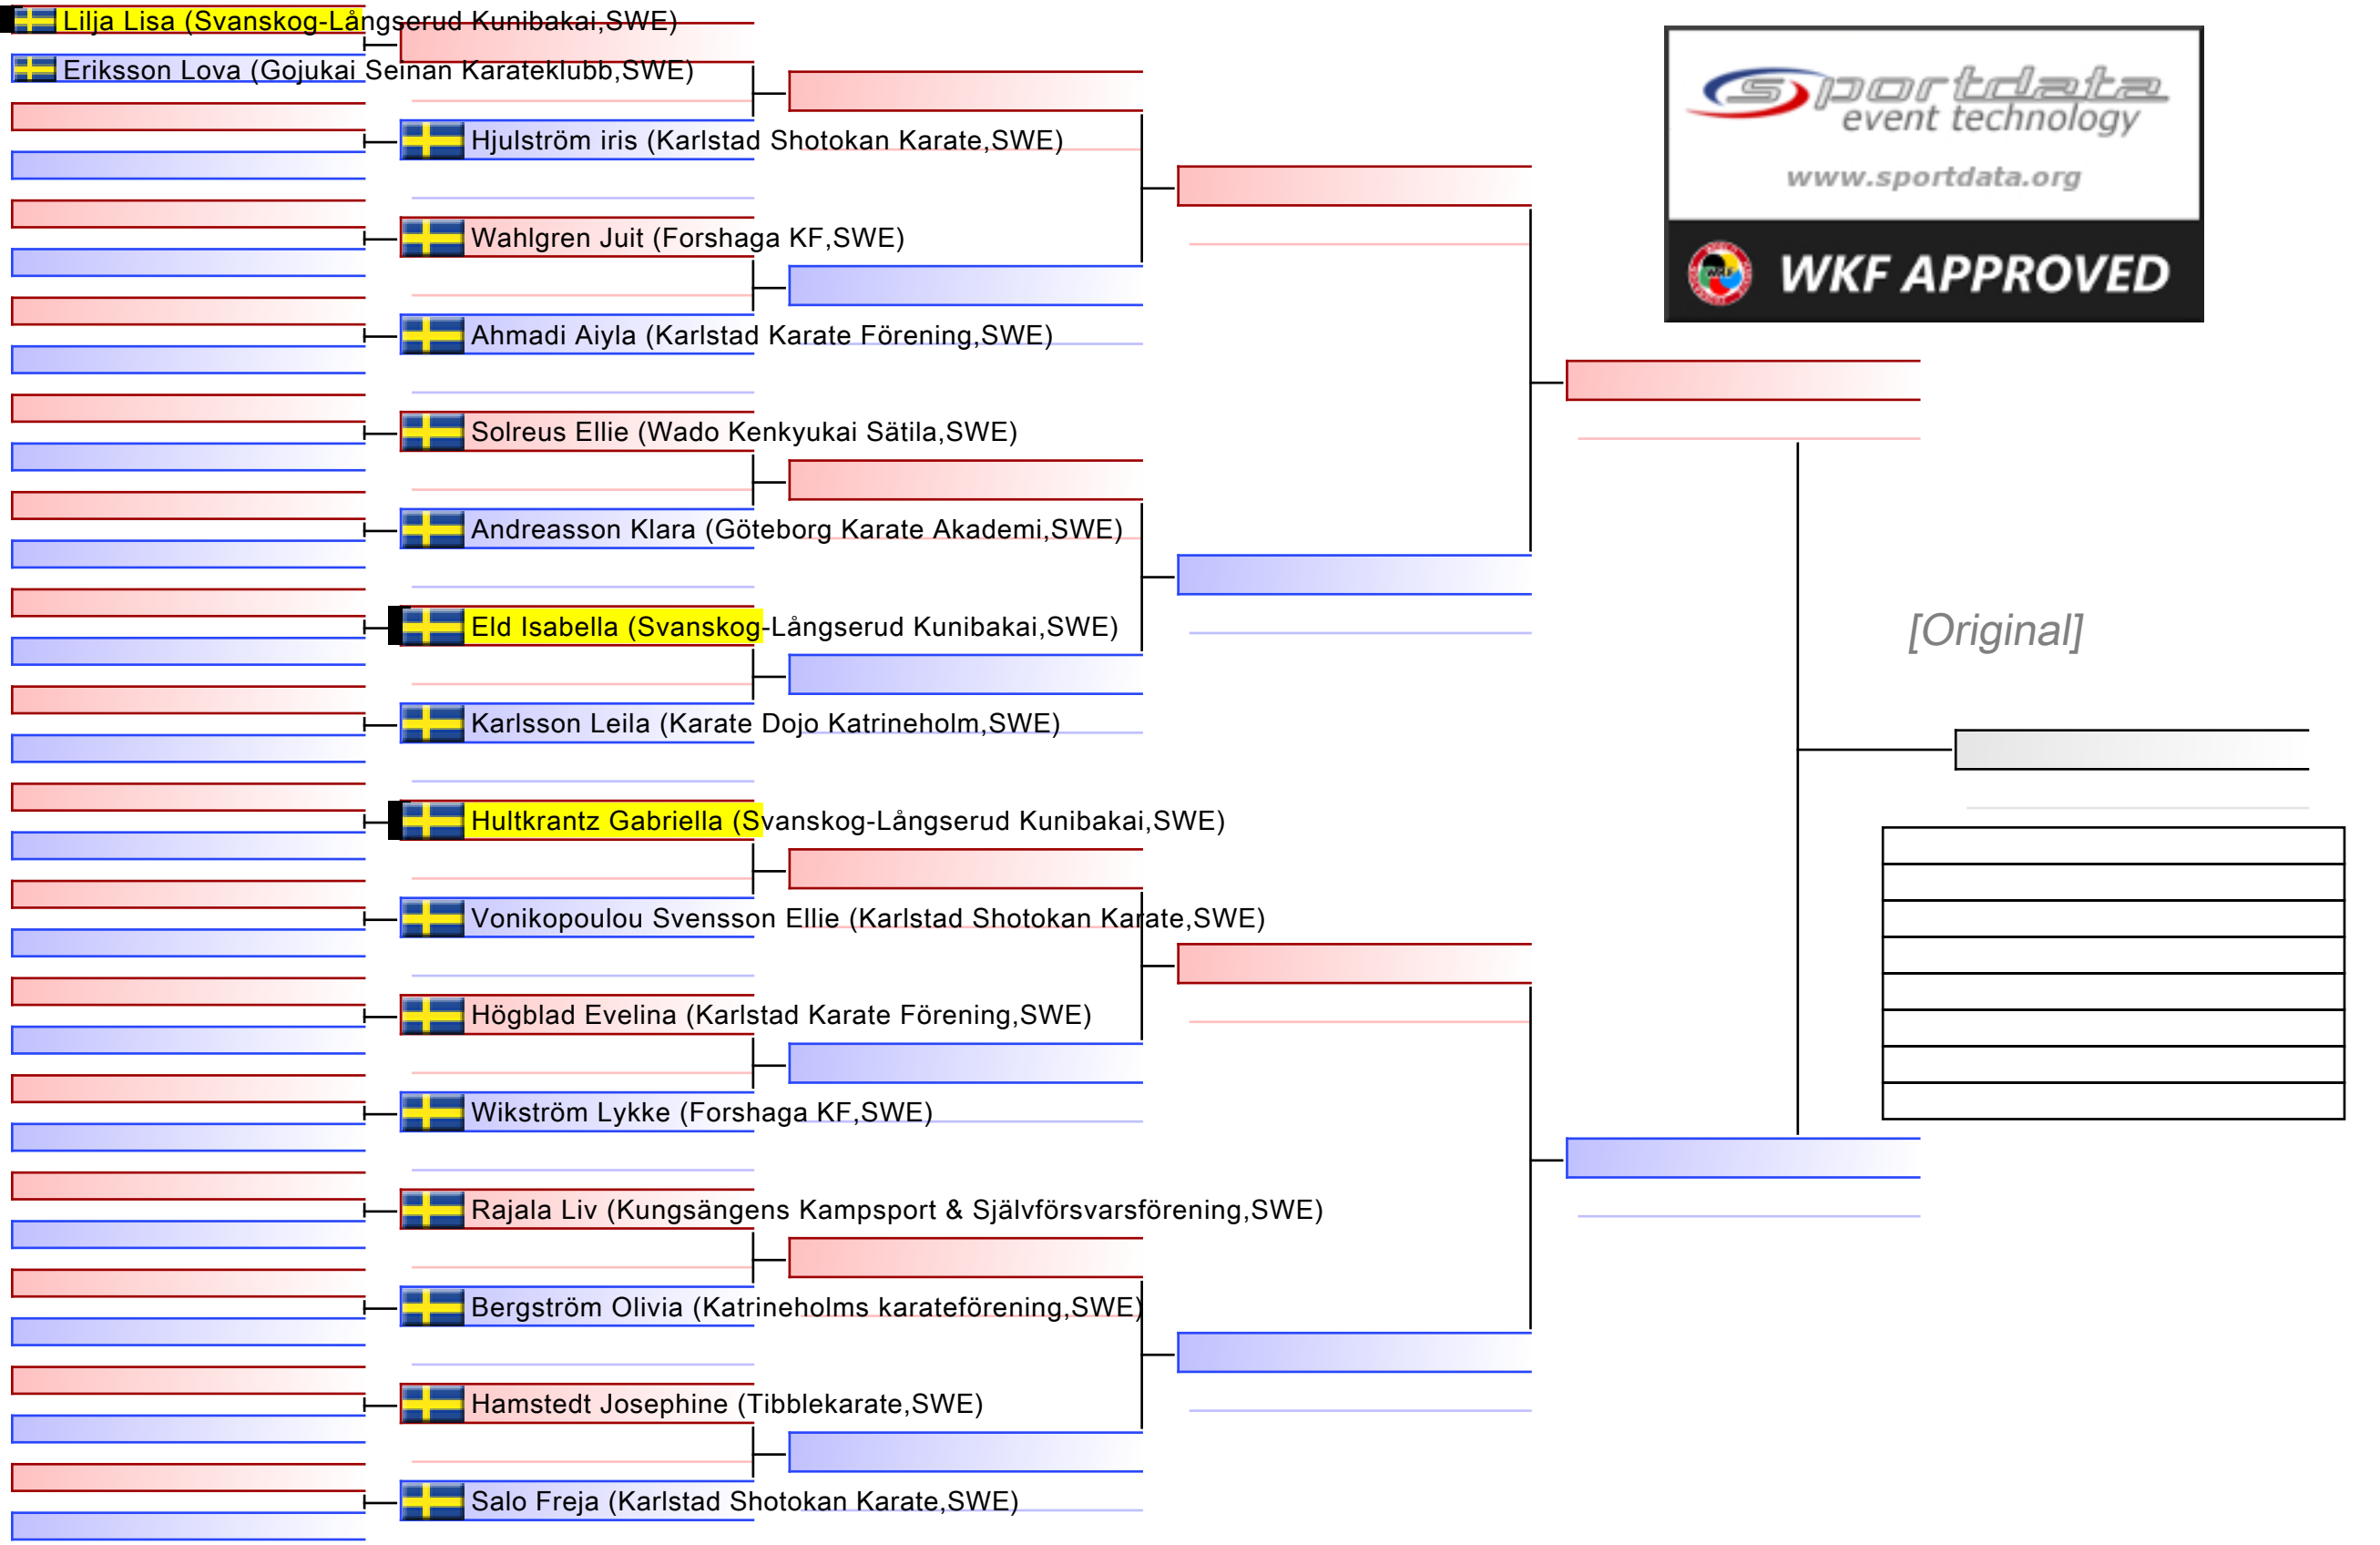 Lilja Lisa (Svanskog-Långserud Kunibakai,SWE)
Eriksson Lova (Gojukai Seinan Karateklubb,SWE)
Hjulström iris (Karlstad Shotokan Karate,SWE)
Wahlgren Juit (Forshaga KF,SWE)
Ahmadi Aiyla (Karlstad Karate Förening,SWE)
Solreus Ellie (Wado Kenkyukai Sätila,SWE)
Andreasson Klara (Göteborg Karate Akademi,SWE)
Eld Isabella (Svanskog-Långserud Kunibakai,SWE)
Karlsson Leila (Karate Dojo Katrineholm,SWE)
Hultkrantz Gabriella (Svanskog-Långserud Kunibakai,SWE)
Vonikopoulou Svensson Ellie (Karlstad Shotokan Karate,SWE)
Högblad Evelina (Karlstad Karate Förening,SWE)
Wikström Lykke (Forshaga KF,SWE)
Rajala Liv (Kungsängens Kampsport & Självförsvarsförening,SWE)
Bergström Olivia (Katrineholms karateförening,SWE)
Hamstedt Josephine (Tibblekarate,SWE)
Salo Freja (Karlstad Shotokan Karate,SWE)
sportdata
event technology
www.sportdata.org
WKF
WKF APPROVED
[Original]